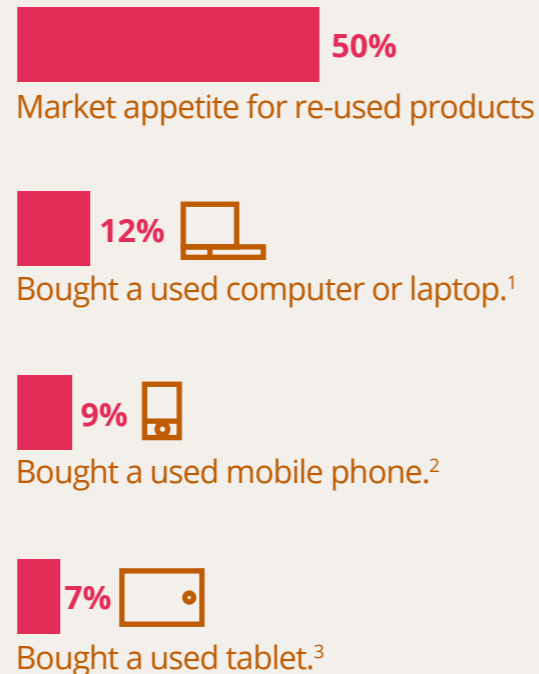 50%
Market appetite for re-used products
12%
Bought a used computer or laptop.¹
9%
Bought a used mobile phone.²
7%
Bought a used tablet.³